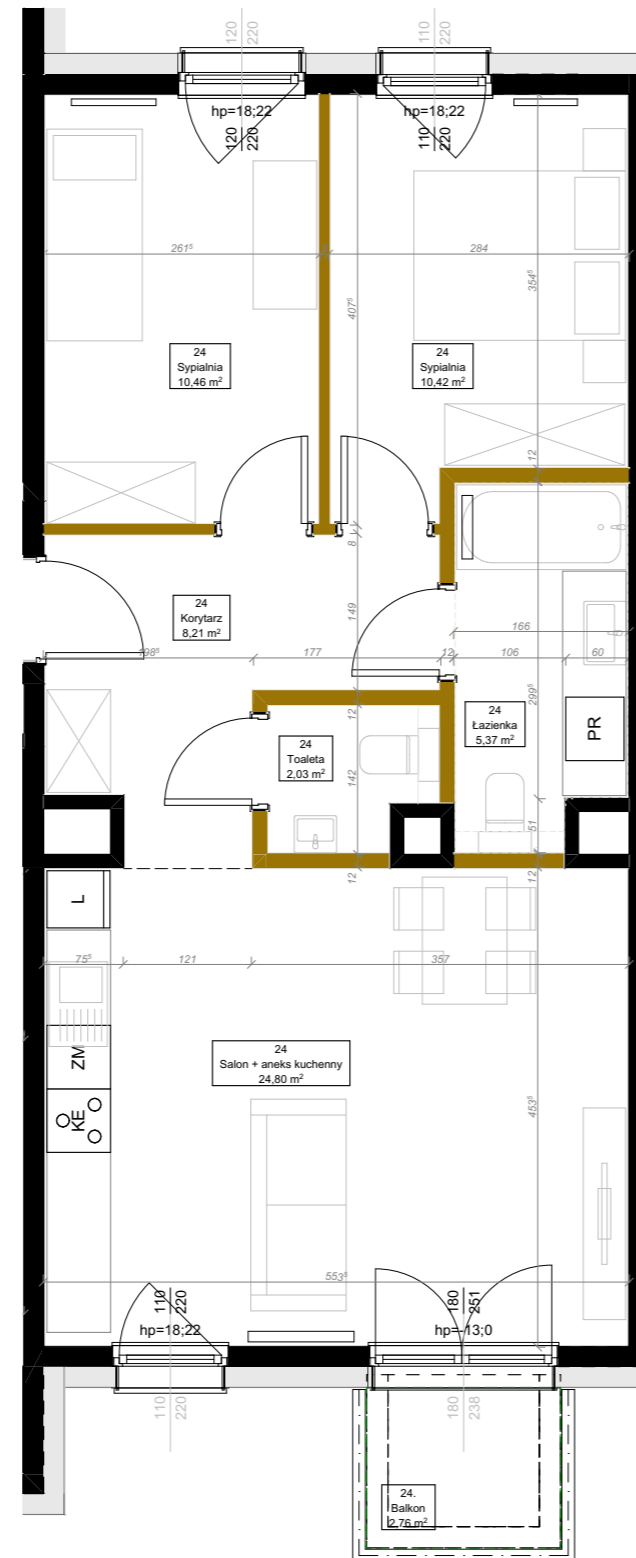 120
220
110
220
hp=18;22
hp=18;22
120
220
110
220
261⁵
284
407⁵
354⁵
24
Sypialnia
10,46 m²
24
Sypialnia
10,42 m²
12
8
24
Korytarz
8,21 m²
149
166
198⁵
177
12
106
60
299⁵
24
Łazienka
5,37 m²
PR
12
24
Toaleta
2,03 m²
142
51
12
12
L
75⁵
121
357
ZM
24
Salon + aneks kuchenny
24,80 m²
KE
453⁵
553⁵
110
220
180
251
hp=18;22
hp=-13;0
110
220
180
238
24.
Balkon
2,76 m²